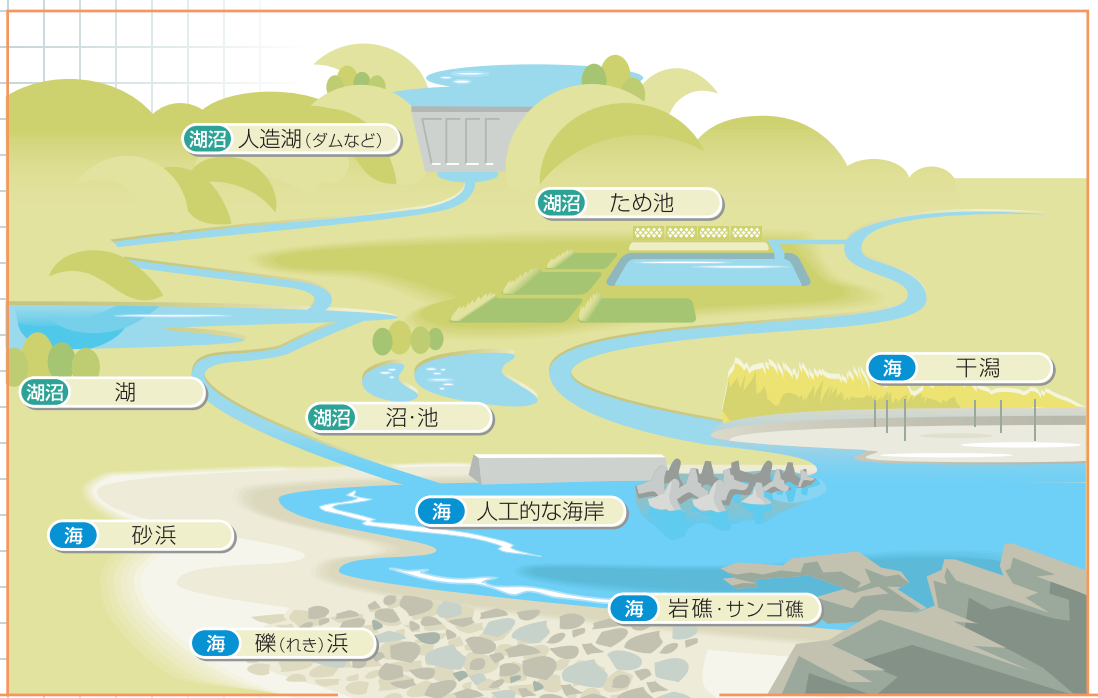 湖沼 人造湖(ダムなど)
湖沼 ため池
海 干潟
湖沼 湖
湖沼 沼・池
海 人工的な海岸
海 砂浜
海 岩礁・サンゴ礁
海 礫(れき)浜